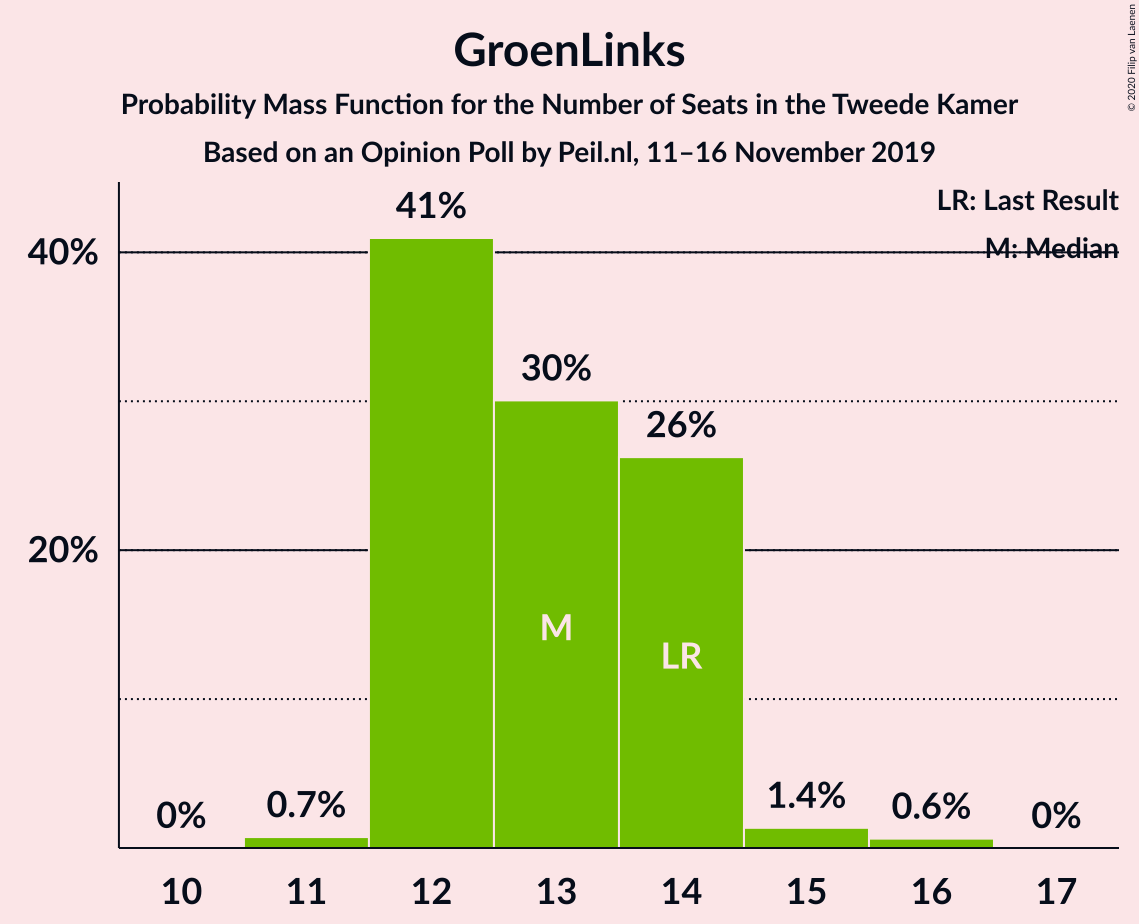 GroenLinks
Probability Mass Function for the Number of Seats in the Tweede Kamer
Based on an Opinion Poll by Peil.nl, 11–16 November 2019
© 2020 Filip van Laenen
LR: Last Result
M: Median
40%
20%
0%
0.7%
41%
30%
26%
1.4%
0.6%
0%
M
LR
10 11 12 13 14 15 16 17